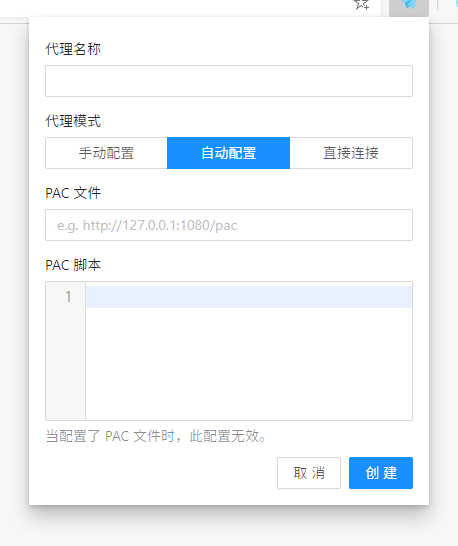 代理名称
代理模式
手动配置 自动配置 直接连接
PAC 文件
e.g. http://127.0.0.1:1080/pac
PAC 脚本
1
当配置了 PAC 文件时，此配置无效。
取 消 创 建